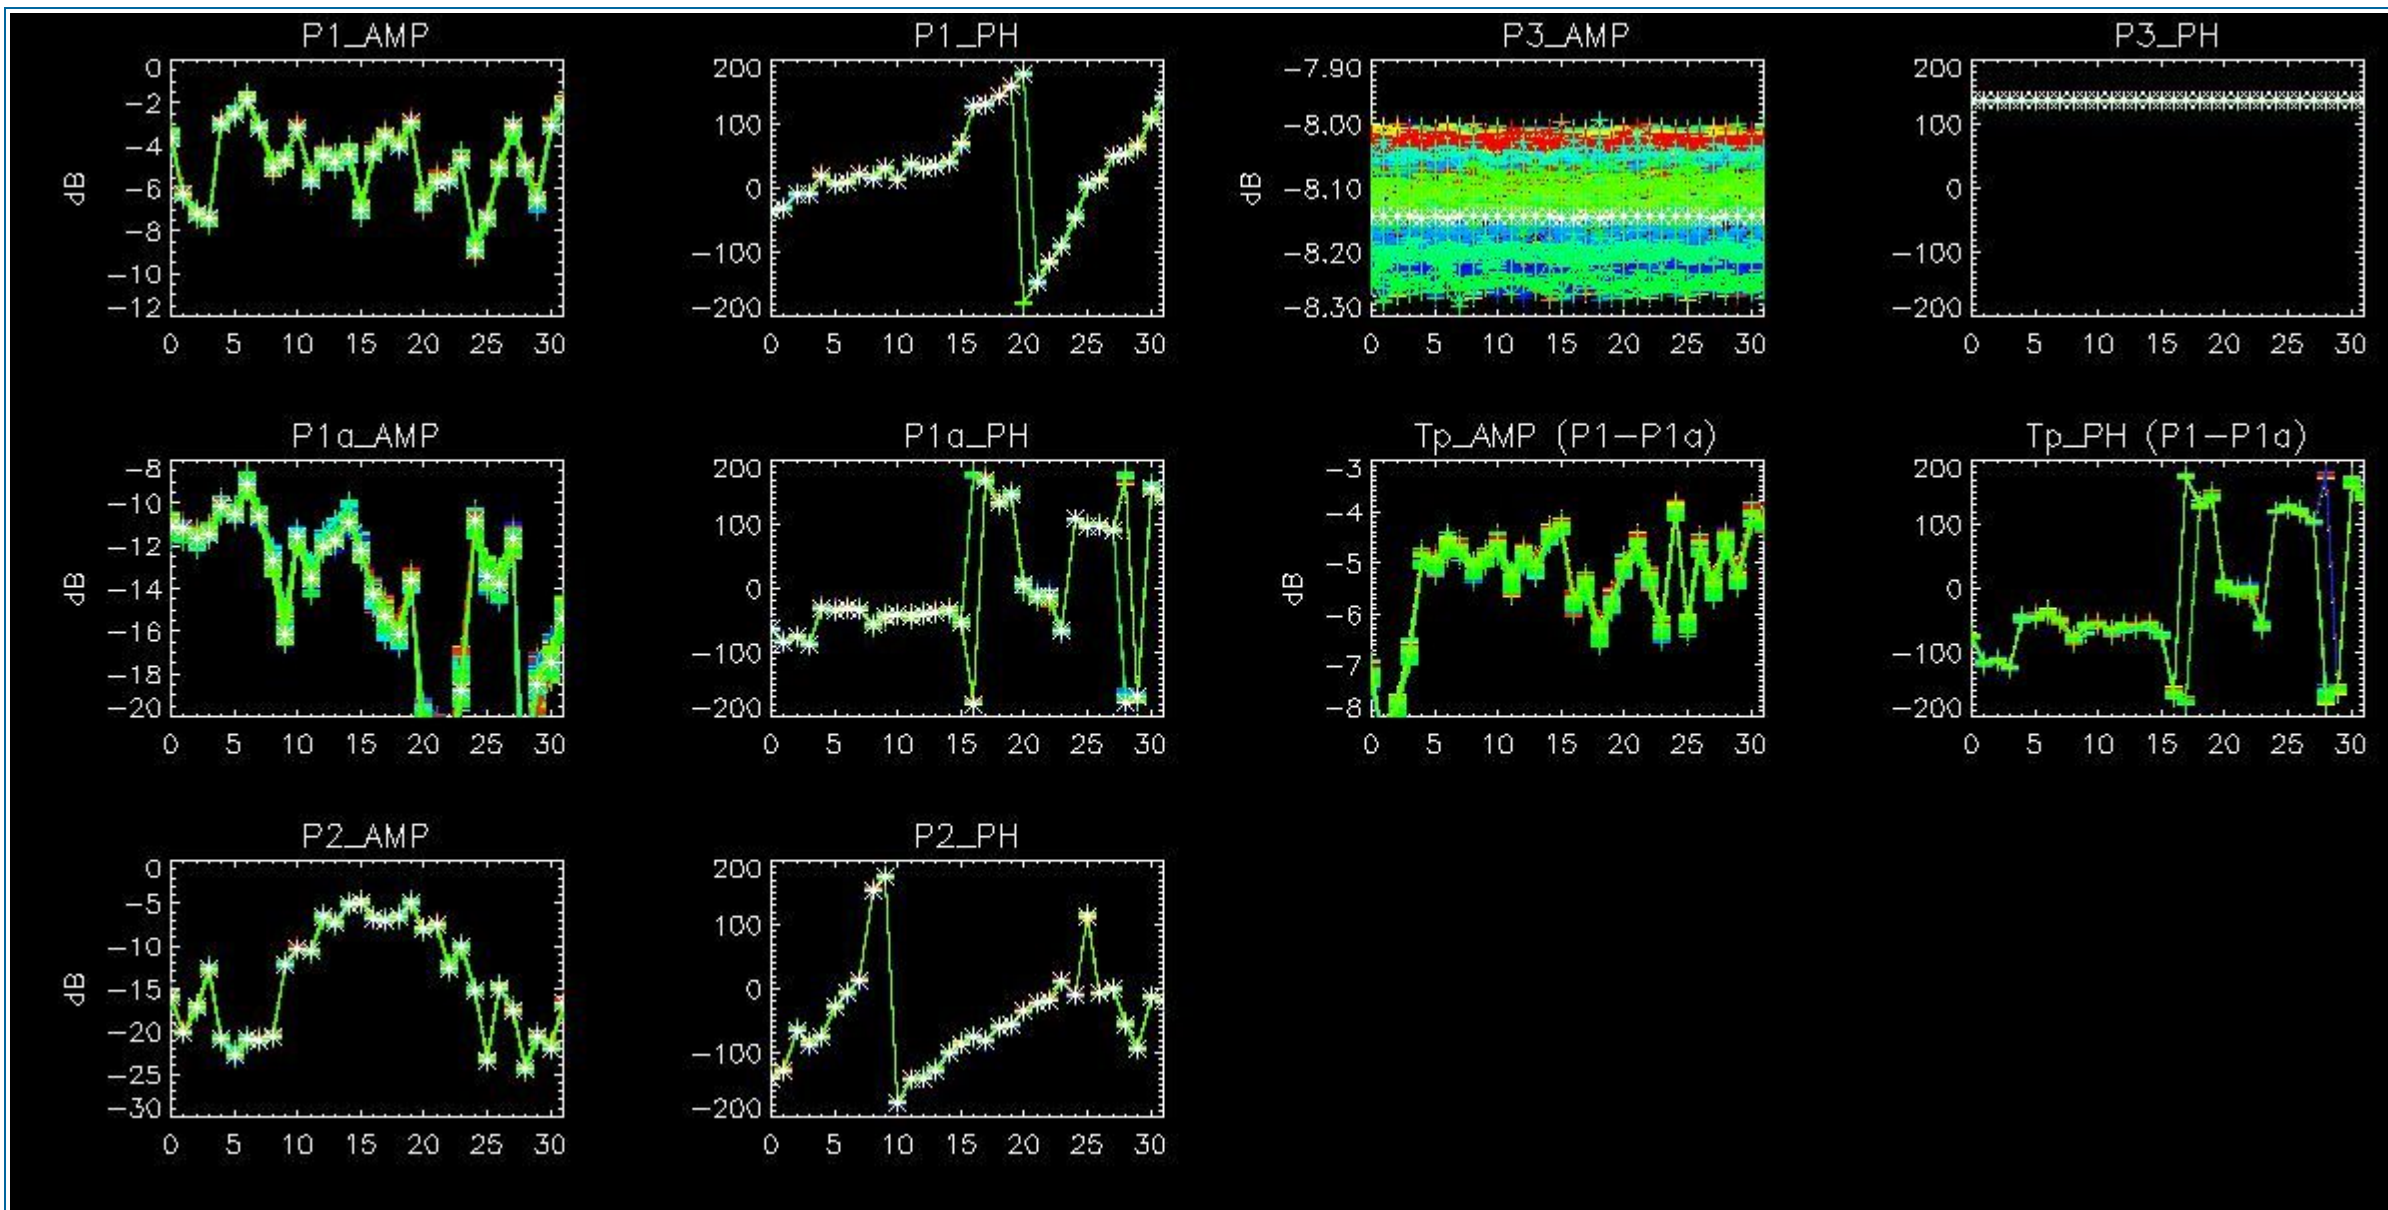 P1_AMP P1_PH P3_AMP P3_PH
0 200 −7.90 200
−2 100 −8.00 100
−4 0 −8.10 0
−6 −100 −8.20 −100
−8 −200 −8.30 −200
−10
−12
dB dB
0 5 10 15 20 25 30 0 5 10 15 20 25 30 0 5 10 15 20 25 30 0 5 10 15 20 25 30
P1a_AMP P1a_PH Tp_AMP (P1−P1a) Tp_PH (P1−P1a)
−8 200 −3 200
−10 100 −4 100
−12 0 −5 0
−14 −100 −6 −100
−16 −200 −7 −200
−18 −8
−20
dB dB
0 5 10 15 20 25 30 0 5 10 15 20 25 30 0 5 10 15 20 25 30 0 5 10 15 20 25 30
P2_AMP P2_PH
0 200
−5 100
−10 0
−15 −100
−20 −200
−25
−30
dB
0 5 10 15 20 25 30 0 5 10 15 20 25 30